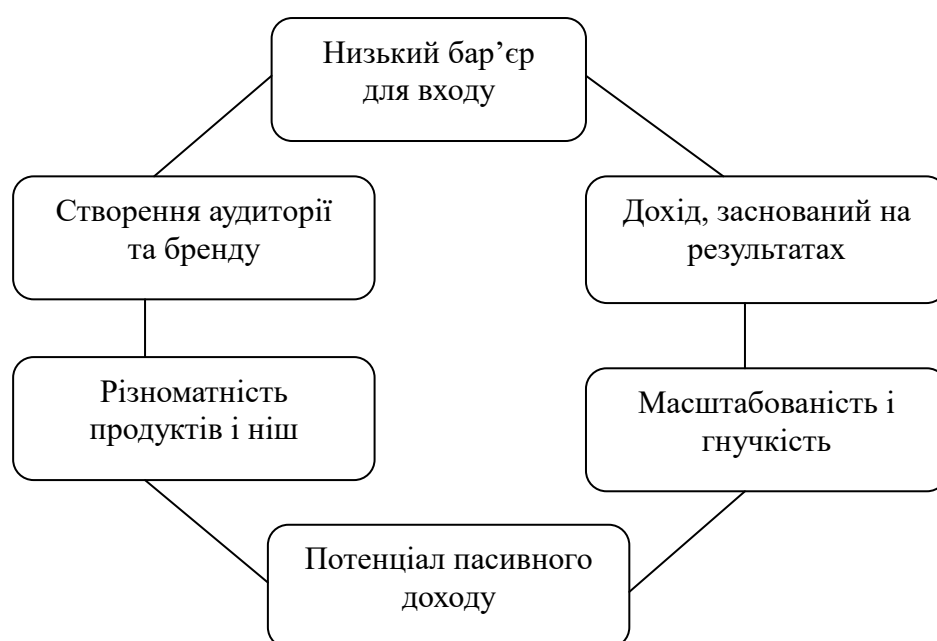 Низький бар’єр
для входу
Створення аудиторії
та бренду
Дохід, заснований на
результатах
Різноматність
продуктів і ніш
Масштабованість і
гнучкість
Потенціал пасивного
доходу